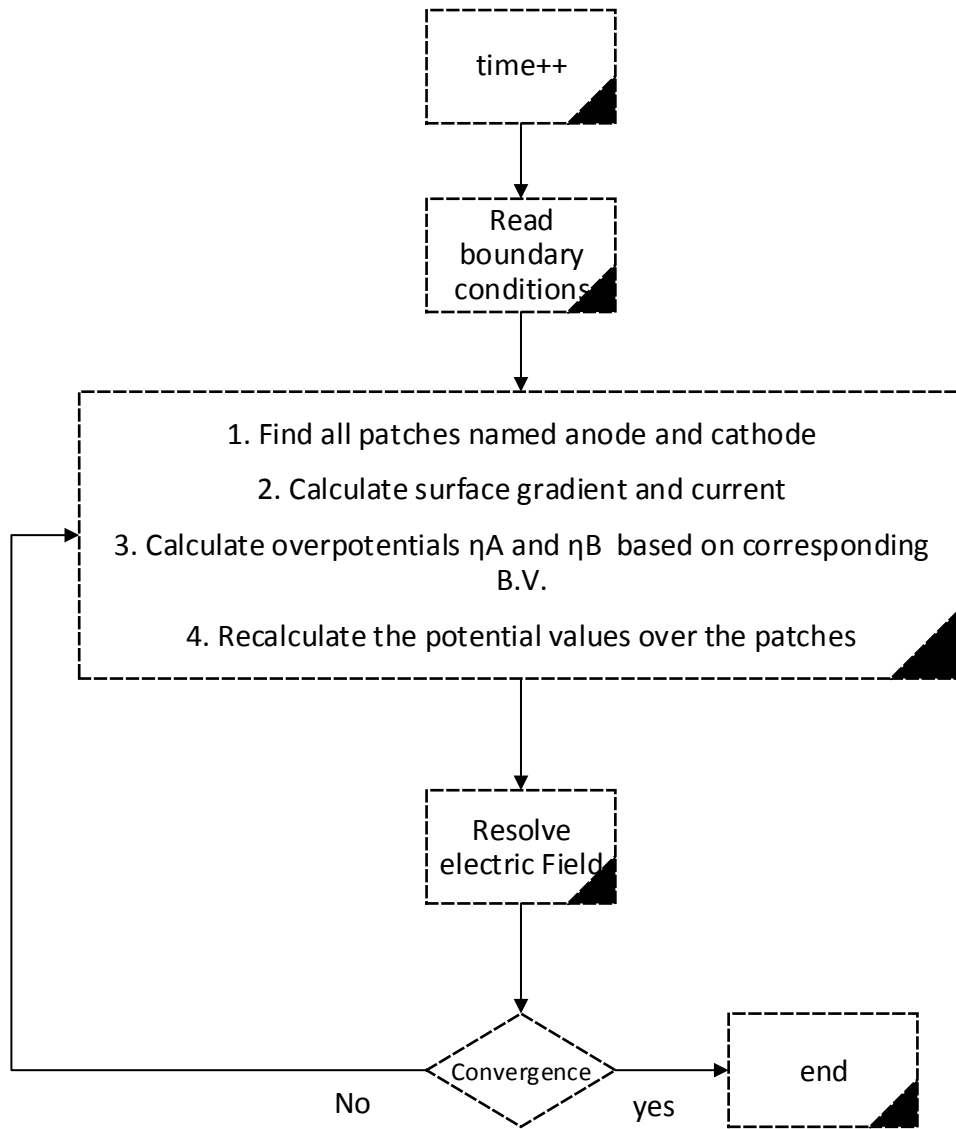 time++
Read
boundary
conditions
1. Find all patches named anode and cathode
2. Calculate surface gradient and current
3. Calculate overpotentials ηA and ηB based on corresponding
B.V.
4. Recalculate the potential values over the patches
Resolve
electric Field
Convergence
end
No
yes